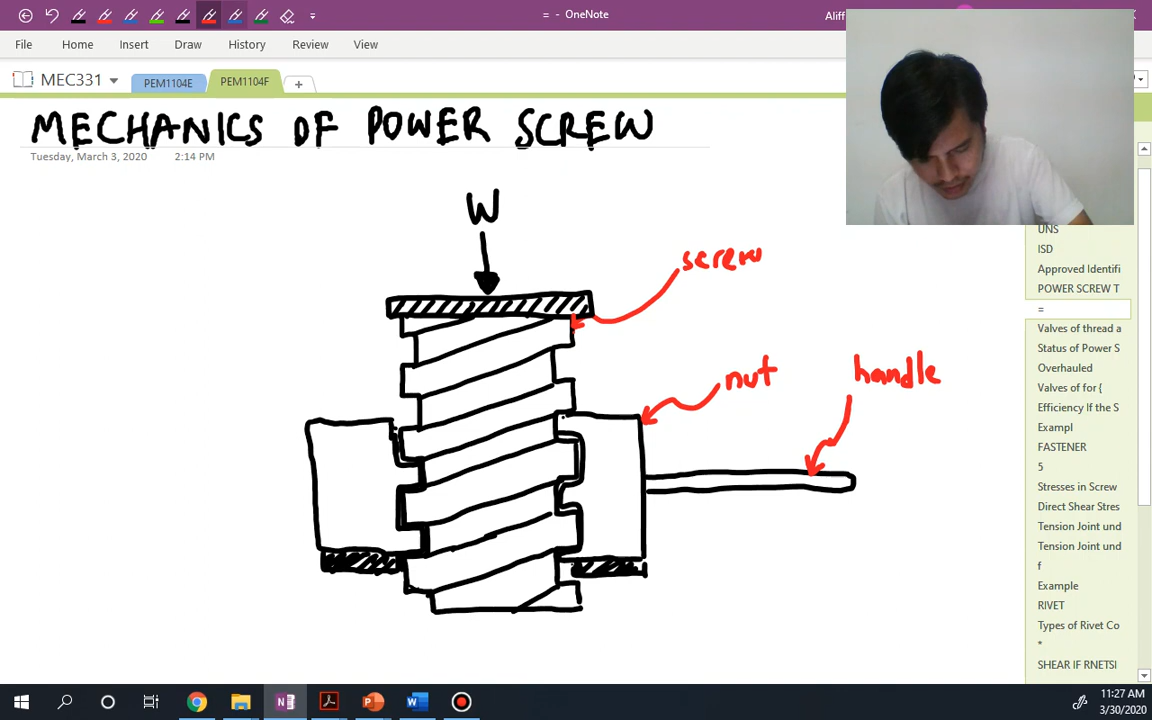 = - OneNote
Aliff
File Home Insert Draw History Review View
MEC331 PEM1104E PEM1104F
MECHANICS OF POWER SCREW
Tuesday, March 3, 2020 2:14 PM
W
screw
nut
handle
UNS
ISD
Approved Identifi
POWER SCREW T
=
Valves of thread a
Status of Power S
Overhauled
Valves of for {
Efficiency If the S
Exampl
FASTENER
5
Stresses in Screw
Direct Shear Stres
Tension Joint und
Tension Joint und
f
Example
RIVET
Types of Rivet Co
*
SHEAR IF RNETSI
11:27 AM
3/30/2020